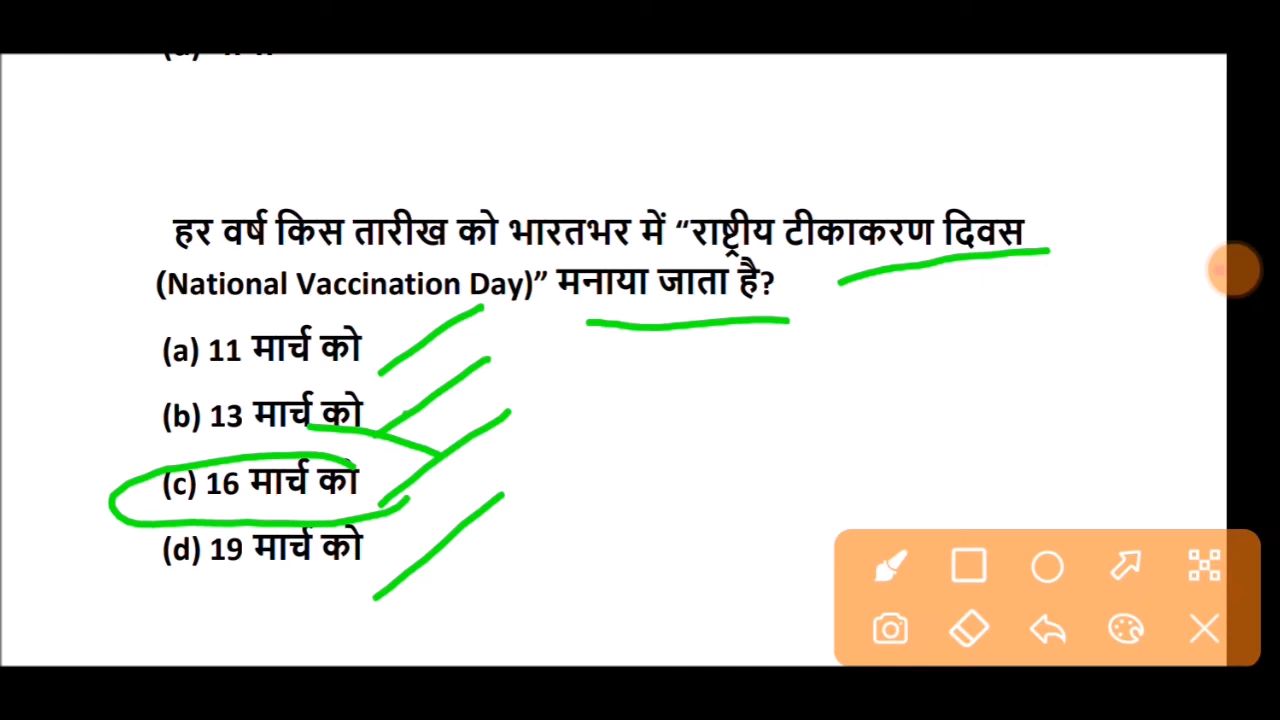 हर वर्ष किस तारीख को भारतभर में “राष्ट्रीय टीकाकरण दिवस
(National Vaccination Day)” मनाया जाता है?
(a) 11 मार्च को
(b) 13 मार्च को
(c) 16 मार्च को
(d) 19 मार्च को